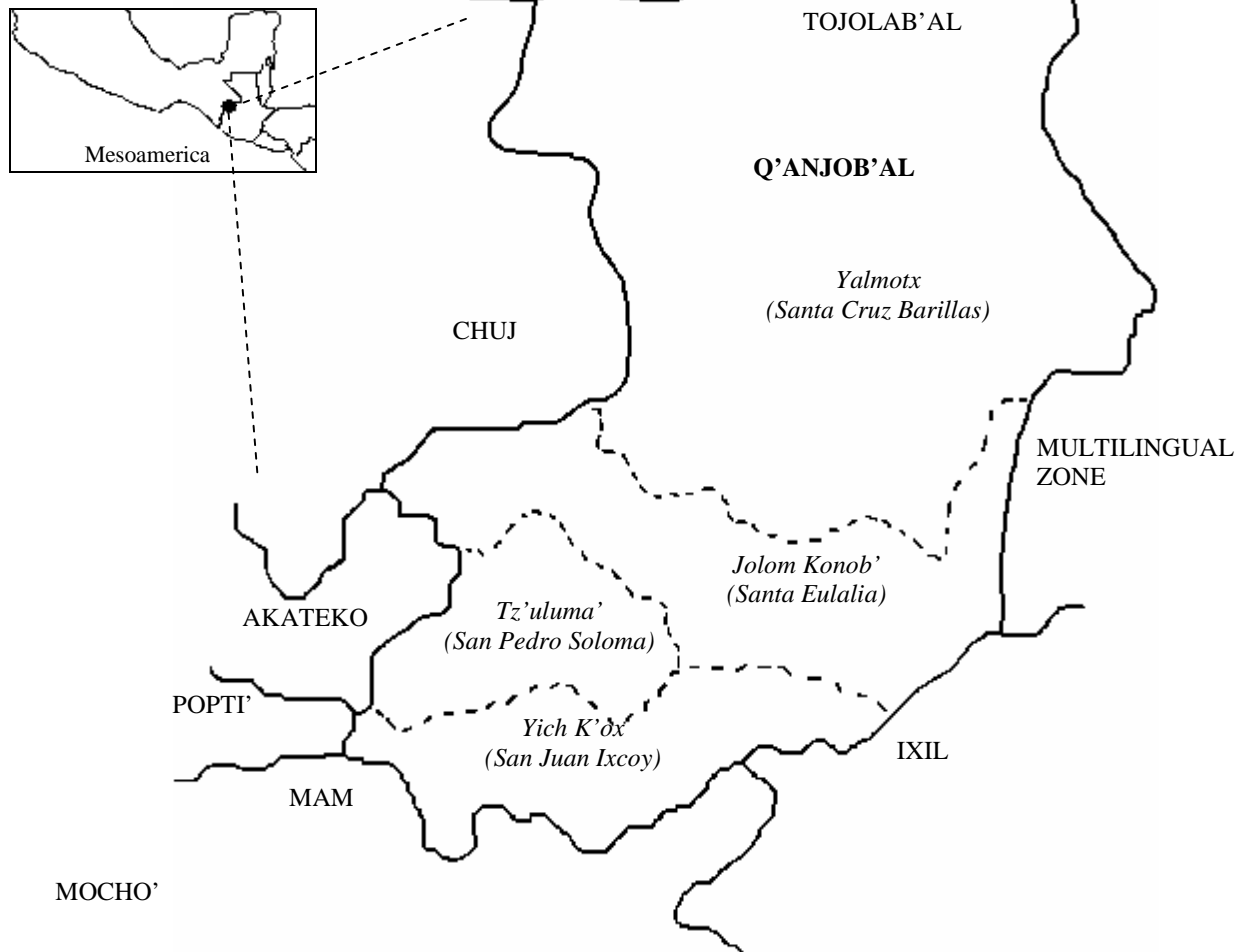 TOJOLAB’AL
Mesoamerica
Q’ANJOB’AL
Yalmotx
(Santa Cruz Barillas)
CHUJ
MULTILINGUAL
ZONE
Jolom Konob’
(Santa Eulalia)
AKATEKO
Tz’uluma’
(San Pedro Soloma)
POPTI’
Yich K’ox
(San Juan Ixcoy)
IXIL
MAM
MOCHO’